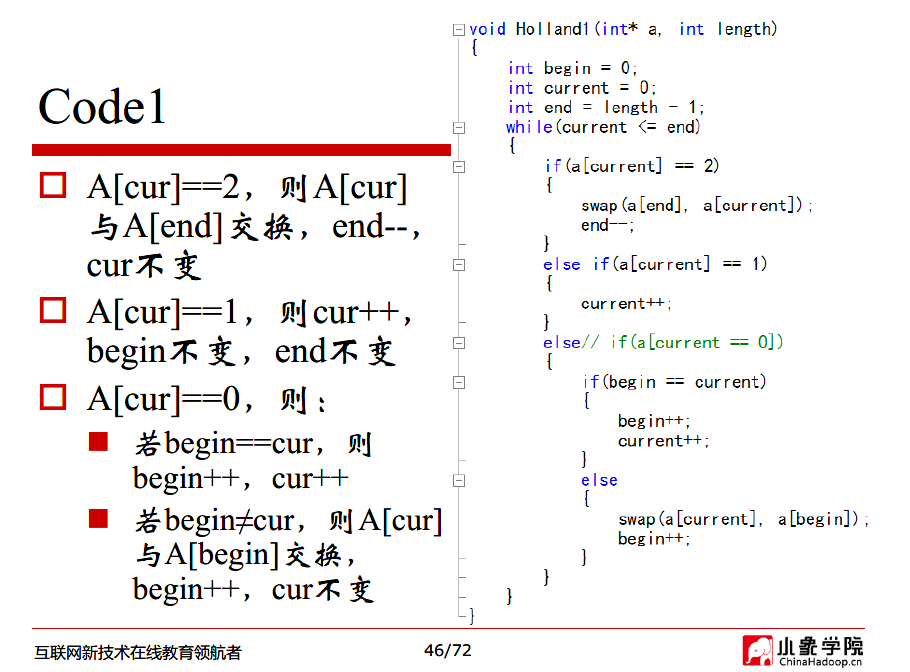 Code1
A[cur]==2，则A[cur]
与A[end]交换，end--，
cur不变
A[cur]==1，则cur++，
begin不变，end不变
A[cur]==0，则：
若begin==cur，则
begin++，cur++
若begin≠cur，则A[cur]
与A[begin]交换，
begin++，cur不变
void Holland1(int* a, int length)
{
    int begin = 0;
    int current = 0;
    int end = length - 1;
    while(current <= end)
    {
        if(a[current] == 2)
        {
            swap(a[end], a[current]);
            end--;
        }
        else if(a[current] == 1)
        {
            current++;
        }
        else// if(a[current == 0])
        {
            if(begin == current)
            {
                begin++;
                current++;
            }
            else
            {
                swap(a[current], a[begin]);
                begin++;
            }
        }
    }
}
互联网新技术在线教育领航者
46/72
小象学院
ChinaHadoop.cn